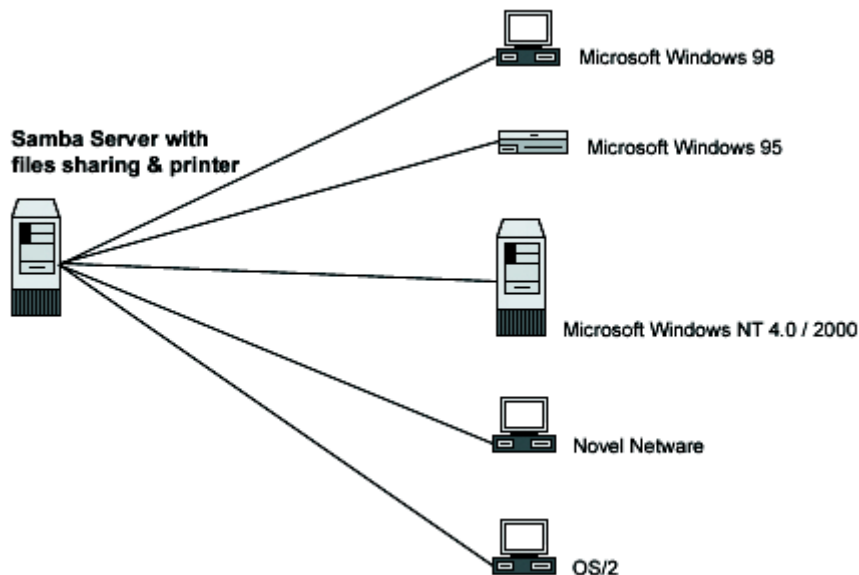 Microsoft Windows 98
Samba Server with
files sharing & printer
Microsoft Windows 95
Microsoft Windows NT 4.0 / 2000
Novel Netware
OS/2